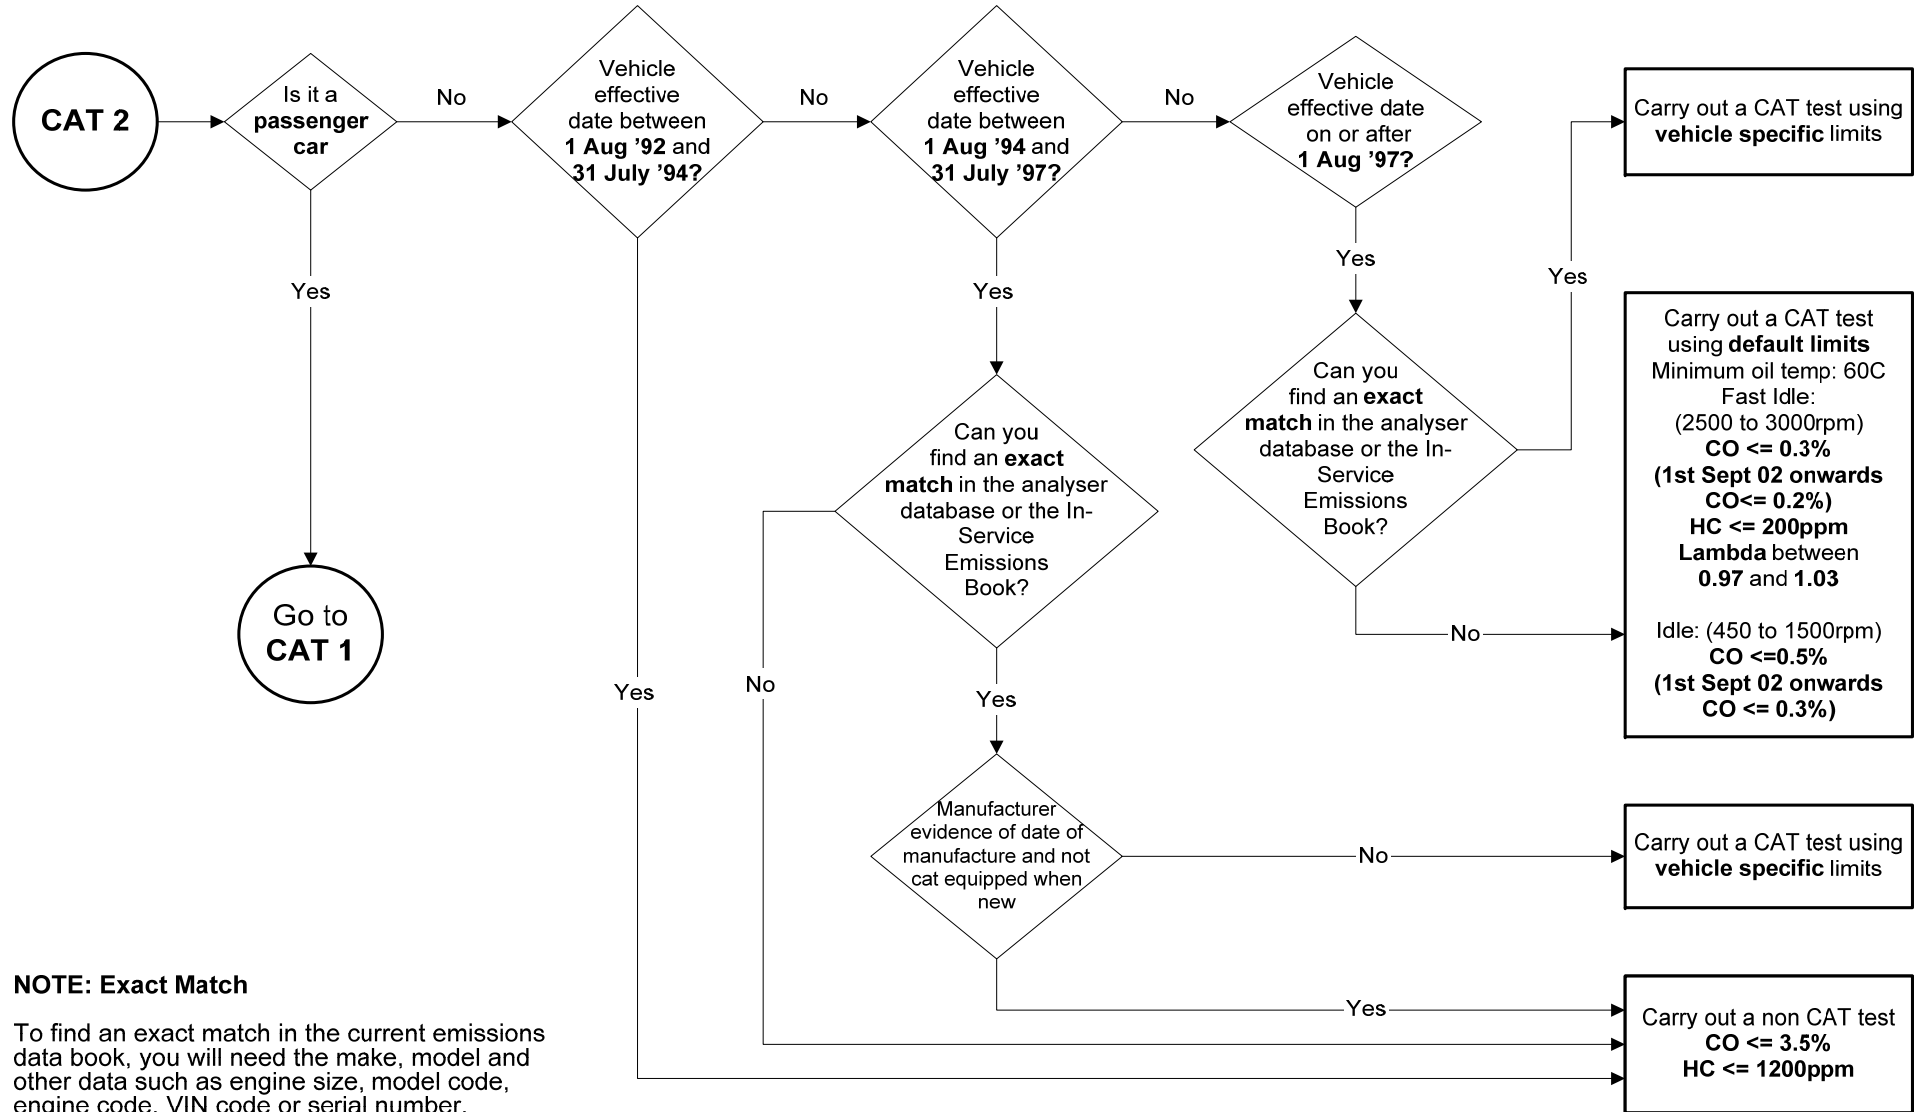 CAT 2
Is it a
passenger
car
No
Yes
Go to
CAT 1
Vehicle
effective
date between
1 Aug '92 and
31 July '94?
No
Yes
Vehicle
effective
date between
1 Aug '94 and
31 July '97?
No
Yes
Can you
find an exact
match in the analyser
database or the In-
Service
Emissions
Book?
No
Yes
Manufacturer
evidence of date of
manufacture and not
cat equipped when
new
No
Yes
Vehicle
effective date
on or after
1 Aug '97?
Yes
Can you
find an exact
match in the analyser
database or the In-
Service
Emissions
Book?
Yes
No
Carry out a CAT test using
vehicle specific limits
Carry out a CAT test
using default limits
Minimum oil temp: 60C
Fast Idle:
(2500 to 3000rpm)
CO <= 0.3%
(1st Sept 02 onwards
CO<= 0.2%)
HC <= 200ppm
Lambda between
0.97 and 1.03
Idle: (450 to 1500rpm)
CO <=0.5%
(1st Sept 02 onwards
CO <= 0.3%)
Carry out a CAT test using
vehicle specific limits
Carry out a non CAT test
CO <= 3.5%
HC <= 1200ppm
NOTE: Exact Match
To find an exact match in the current emissions
data book, you will need the make, model and
other data such as engine size, model code,
engine code, VIN code or serial number.